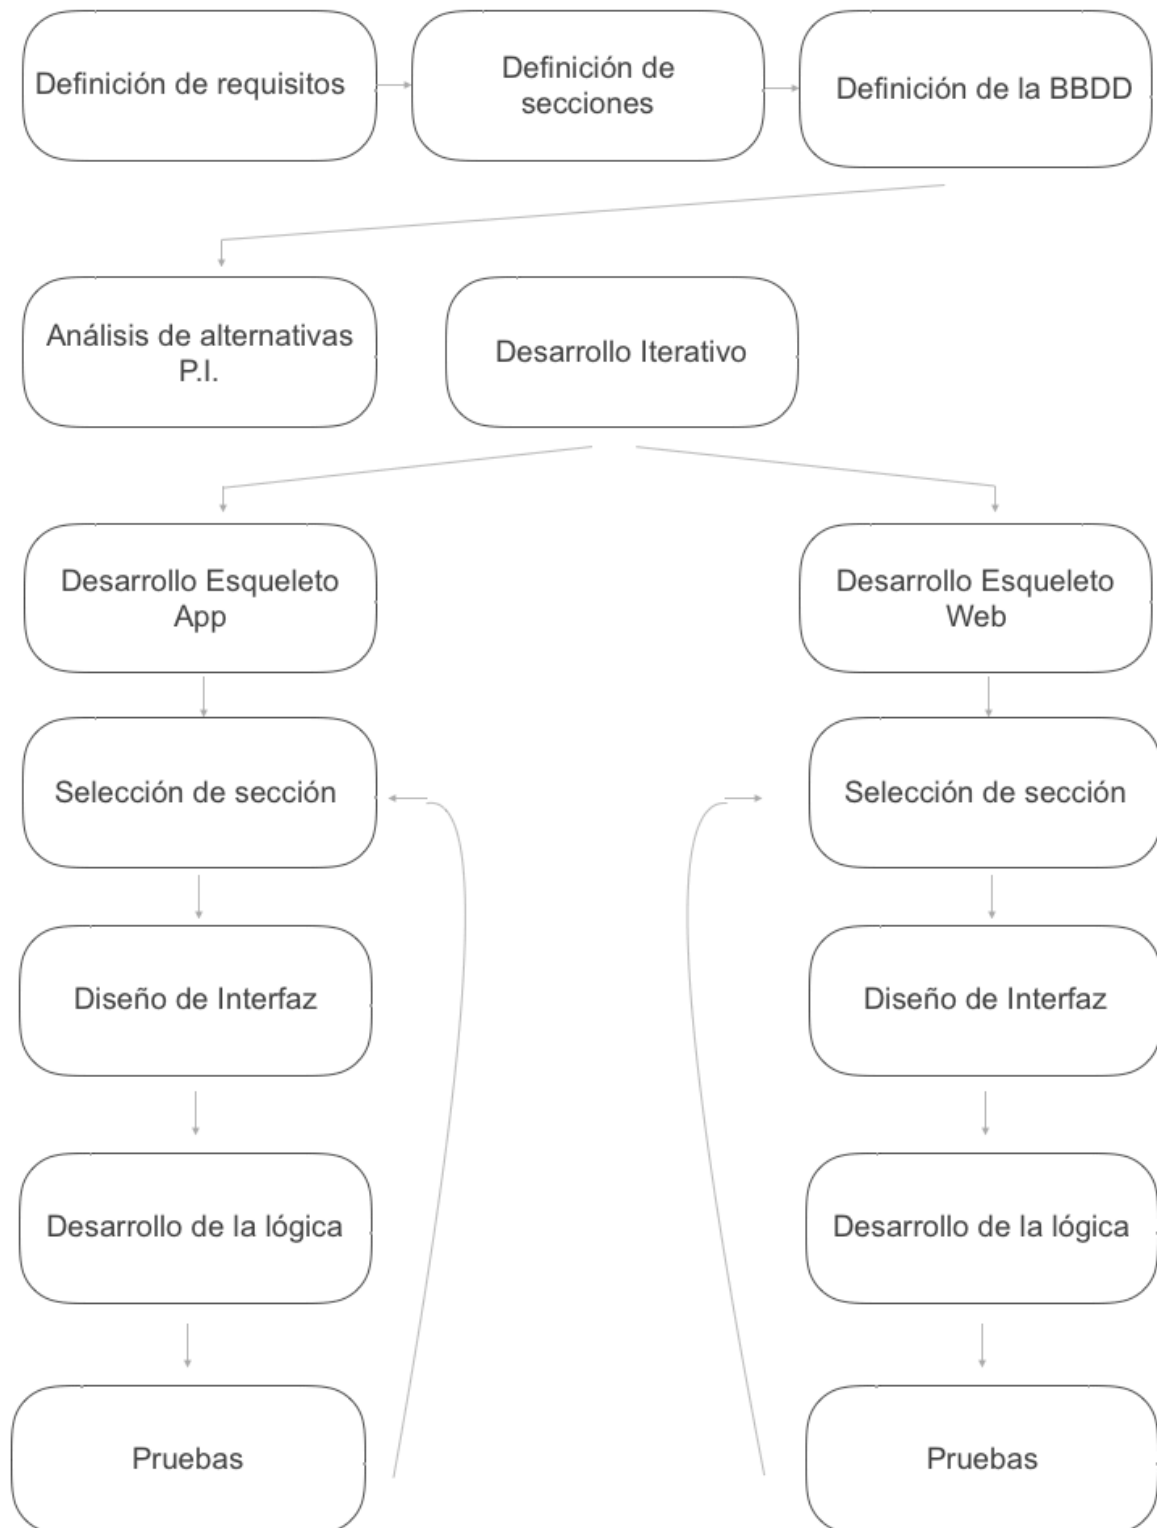 Definición de requisitos
Definición de
secciones
Definición de la BBDD
Análisis de alternativas
P.I.
Desarrollo Iterativo
Desarrollo Esqueleto
App
Desarrollo Esqueleto
Web
Selección de sección
Selección de sección
Diseño de Interfaz
Diseño de Interfaz
Desarrollo de la lógica
Desarrollo de la lógica
Pruebas
Pruebas